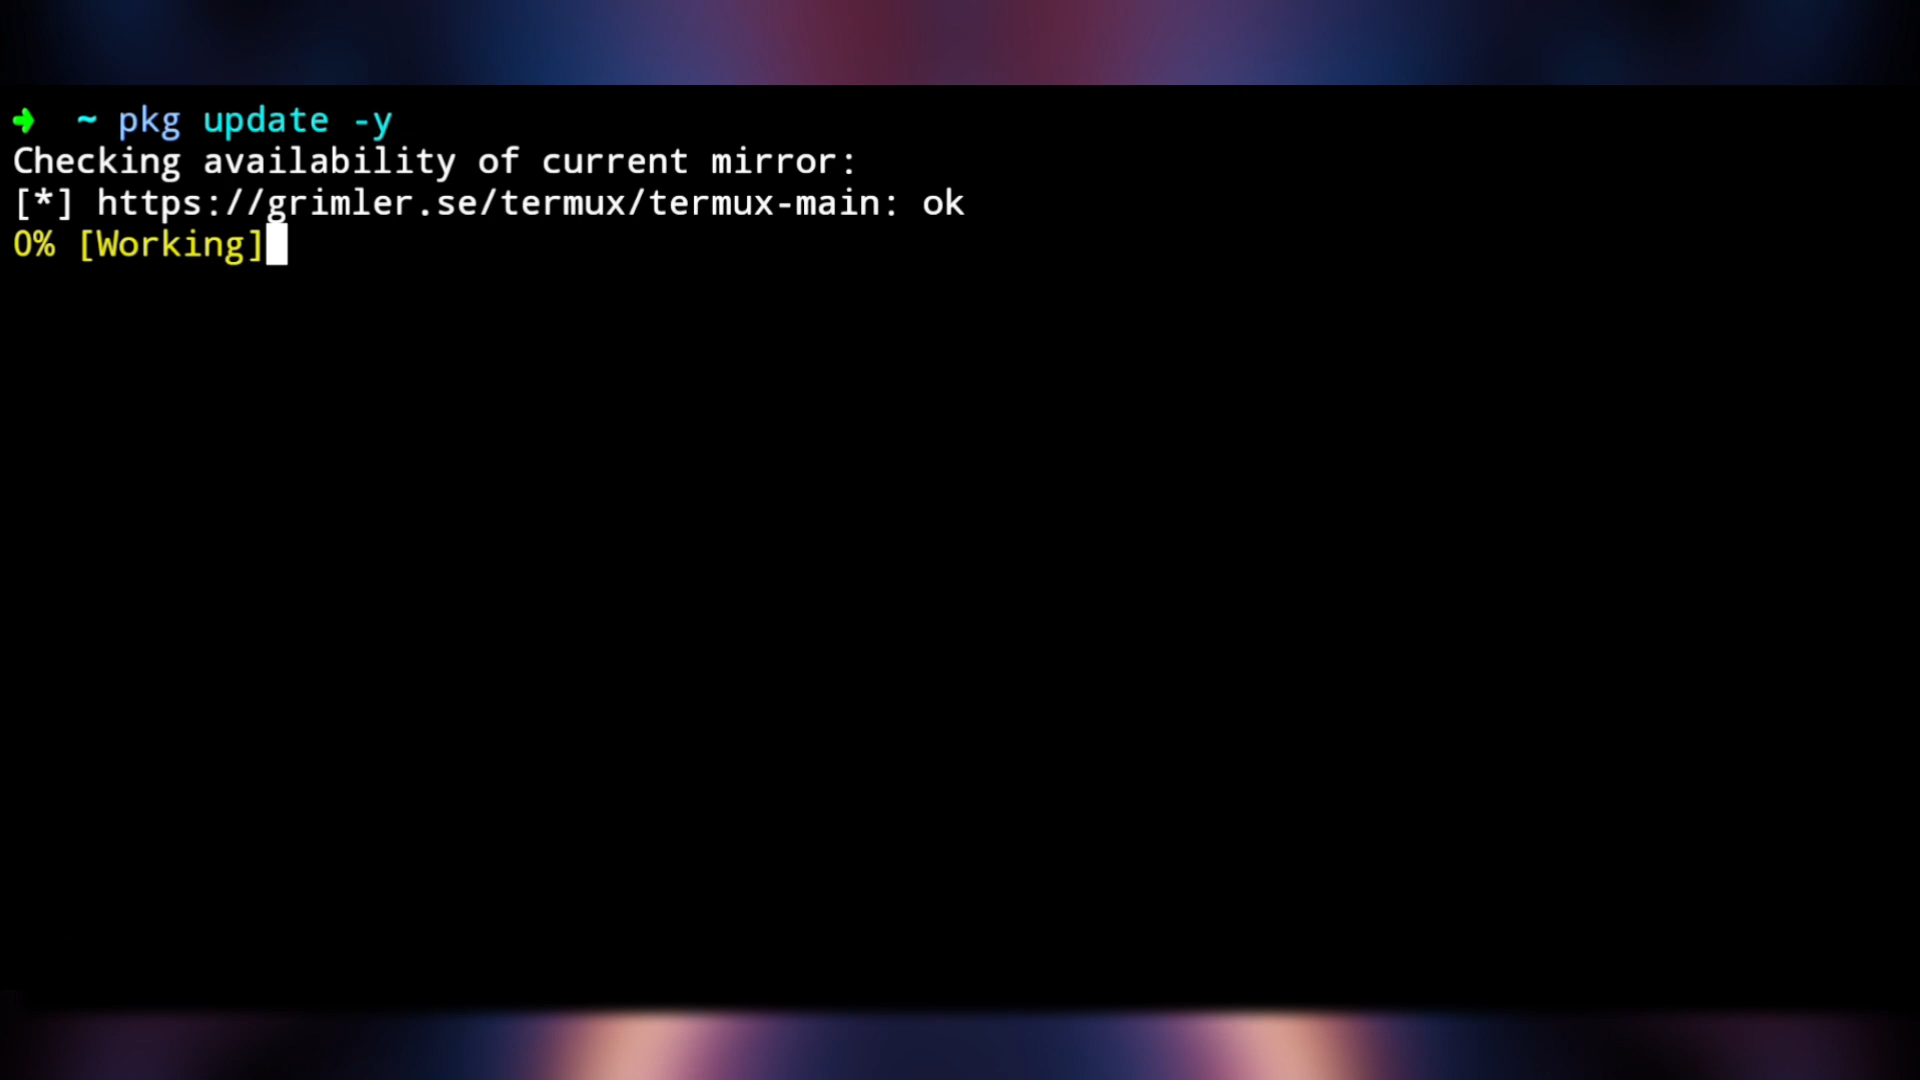 ➜  ~ pkg update -y
Checking availability of current mirror:
[*] https://grimler.se/termux/termux-main: ok
0% [Working]